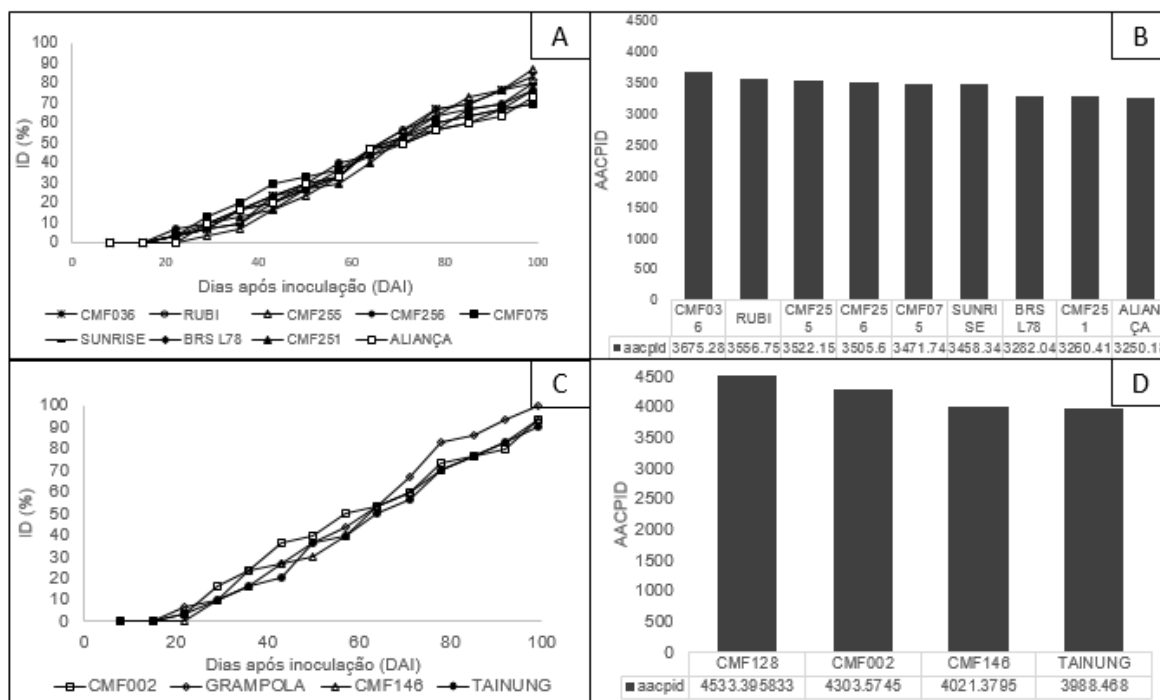 A
ID (%)
100
90
80
70
60
50
40
30
20
10
0
0 20 40 60 80 100
Dias após inoculação (DAI)
CMF036 RUBI CMF255 CMF256 CMF075
SUNRISE BRS L78 CMF251 ALIANÇA
B
AACPID
4500
4000
3500
3000
2500
2000
1500
1000
500
0
CMF03 RUBI CMF25 CMF25 CMF07 SUNRI BRS CMF25 ALIAN
6 5 6 5 SE L78 1 ÇA
aacpid 3675.28 3556.75 3522.15 3505.6 3471.74 3458.34 3282.04 3260.41 3250.18
C
ID (%)
100
90
80
70
60
50
40
30
20
10
0
0 20 40 60 80 100
Dias após inoculação (DAI)
CMF002 GRAMPOLA CMF146 TAINUNG
D
AACPID
4500
4000
3500
3000
2500
2000
1500
1000
500
0
CMF128 CMF002 CMF146 TAINUNG
aacpid 4533.395833 4303.5745 4021.3795 3988.468